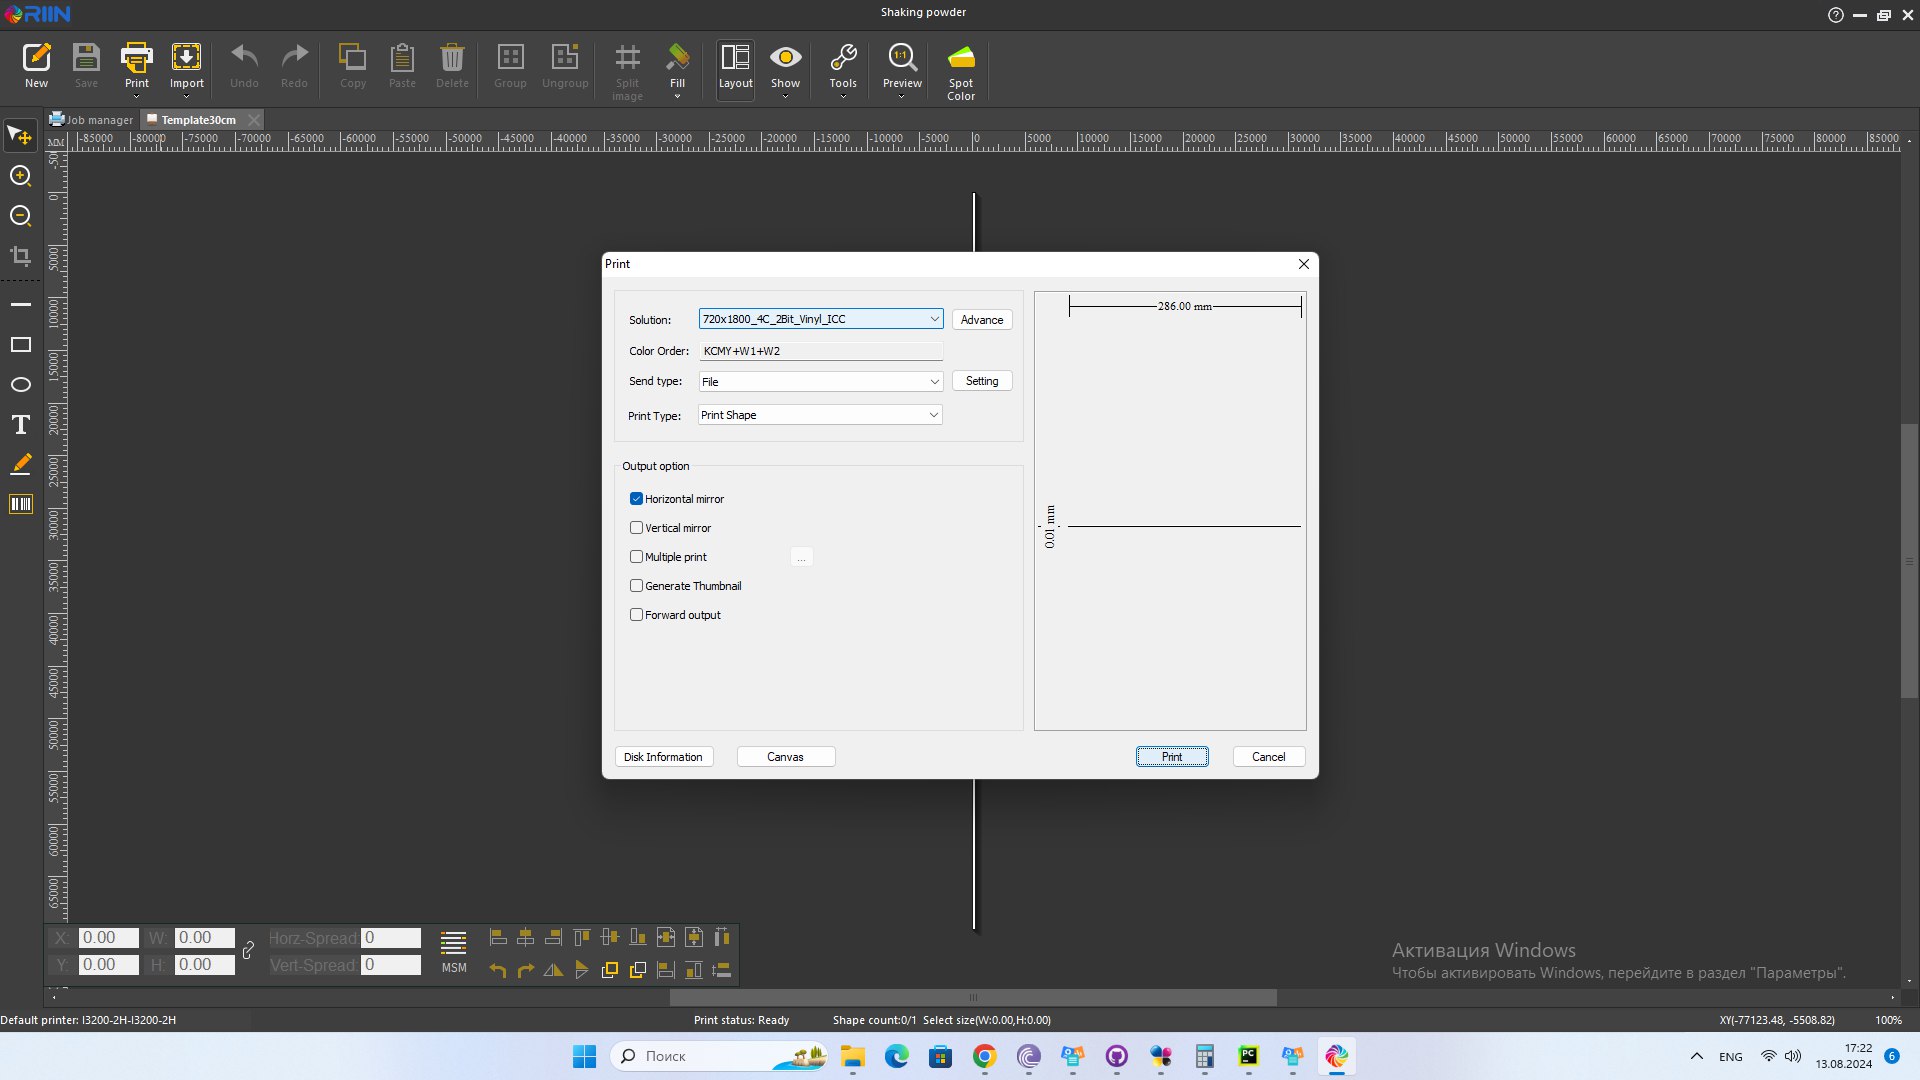 RIIN
Shaking powder
New
Save
Print
Import
Undo
Redo
Copy
Paste
Delete
Group
Ungroup
Split
image
Fill
Layout
Show
Tools
1:1
Preview
Spot
Color
Job manager
Template30cm
MM
-85000 -80000 -75000 -70000 -65000 -60000 -55000 -50000 -45000 -40000 -35000 -30000 -25000 -20000 -15000 -10000 -5000 0 5000 10000 15000 20000 25000 30000 35000 40000 45000 50000 55000 60000 65000 70000 75000 80000 85000
0
5000
10000
15000
20000
25000
30000
35000
40000
45000
50000
55000
60000
65000
Print
Solution: 720x1800_4C_2Bit_Vinyl_ICC Advance
Color Order: KCMY+W1+W2
Send type: File Setting
Print Type: Print Shape
Output option
Horizontal mirror
Vertical mirror
Multiple print ...
Generate Thumbnail
Forward output
286.00 mm
0.01 mm
Disk Information Canvas Print Cancel
X: 0.00 W: 0.00 Horz-Spread: 0
Y: 0.00 H: 0.00 Vert-Spread: 0
MSM
Активация Windows
Чтобы активировать Windows, перейдите в раздел "Параметры".
Default printer: I3200-2H-I3200-2H Print status: Ready Shape count:0/1 Select size(W:0.00,H:0.00) XY(-77123.48, -5508.82) 100%
Поиск
PC
ENG
17:22
13.08.2024
6